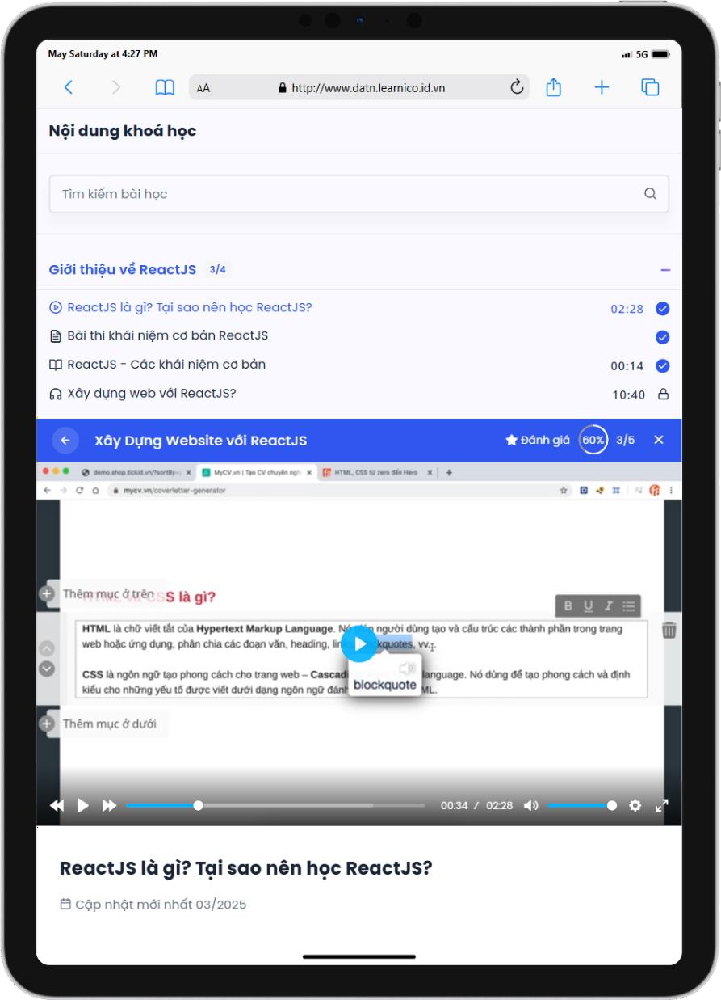 May Saturday at 4:27 PM
5G
AA
http://www.datn.learnico.id.vn
Nội dung khoá học
Tìm kiếm bài học
Giới thiệu về ReactJS 3/4
ReactJS là gì? Tại sao nên học ReactJS? 02:28
Bài thi khái niệm cơ bản ReactJS
ReactJS - Các khái niệm cơ bản 00:14
Xây dựng web với ReactJS? 10:40
Xây Dựng Website với ReactJS Đánh giá 60% 3/5
demo.shop.tickid.vn/?sortBy= MyCV.vn | Tạo CV chuyên ngh HTML, CSS từ zero đến Hero
mycv.vn/coverletter-generator
Thêm mục ở trên
CSS là gì?
B U I
HTML là chữ viết tắt của Hypertext Markup Language. Nó giúp người dùng tạo và cấu trúc các thành phần trong trang
web hoặc ứng dụng, phân chia các đoạn văn, heading, links, blockquotes, vv..
CSS là ngôn ngữ tạo phong cách cho trang web – language. Nó dùng để tạo phong cách và định
blockquote
kiểu cho những yếu tố được viết dưới dạng ngôn ngữ đánh
Thêm mục ở dưới
00:34 / 02:28
ReactJS là gì? Tại sao nên học ReactJS?
Cập nhật mới nhất 03/2025